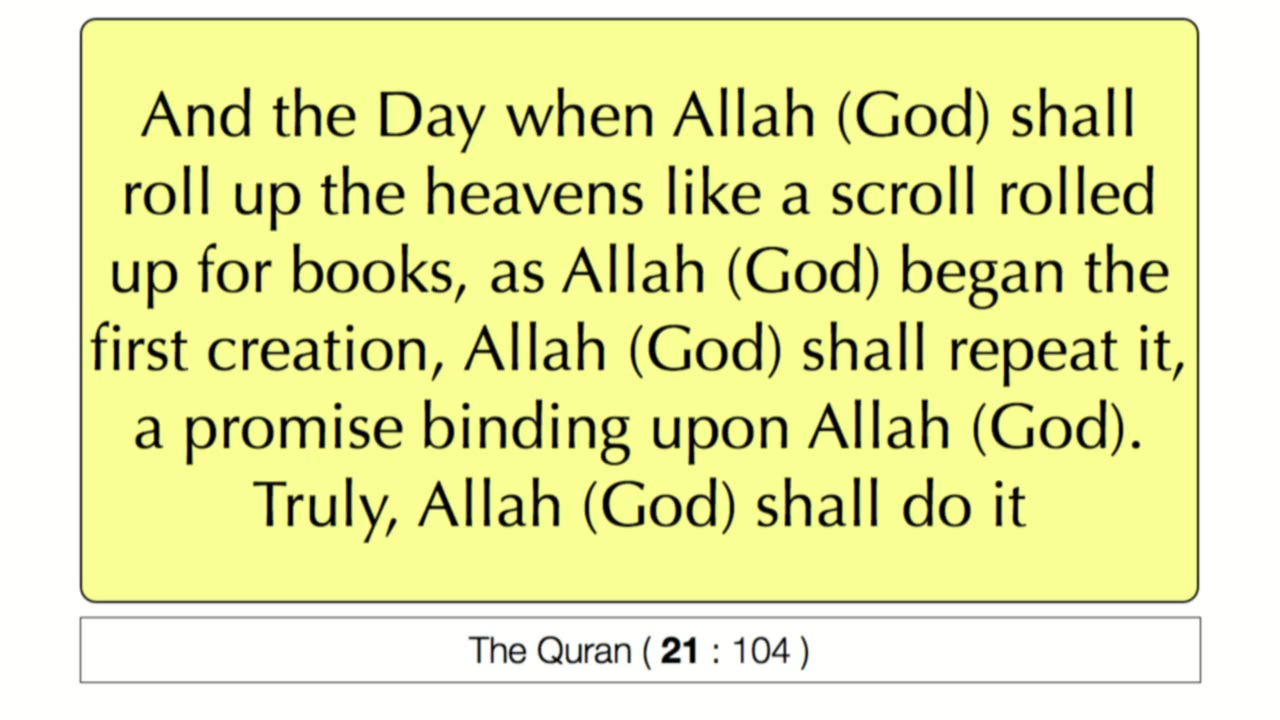 And the Day when Allah (God) shall
roll up the heavens like a scroll rolled
up for books, as Allah (God) began the
first creation, Allah (God) shall repeat it,
a promise binding upon Allah (God).
Truly, Allah (God) shall do it
The Quran ( 21 : 104 )